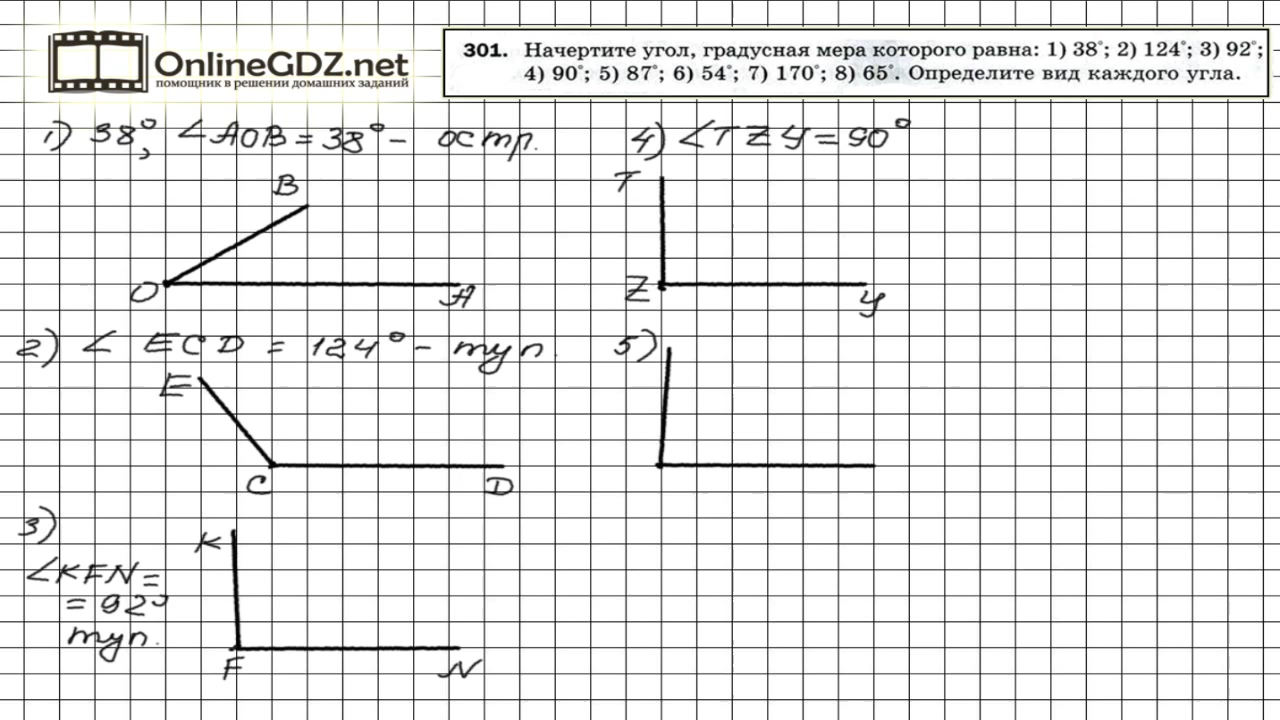 OnlineGDZ.net
помощник в решении домашних заданий
301. Начертите угол, градусная мера которого равна: 1) 38°; 2) 124°; 3) 92°;
4) 90°; 5) 87°; 6) 54°; 7) 170°; 8) 65°. Определите вид каждого угла.
1) 38°, ∠AOB = 38° - остр.
B
O
A
2) ∠ ECD = 124° - туп.
E
C
D
3)
∠KFN =
= 92°
туп.
K
F
N
4) ∠TZY = 90°
T
Z
Y
5)